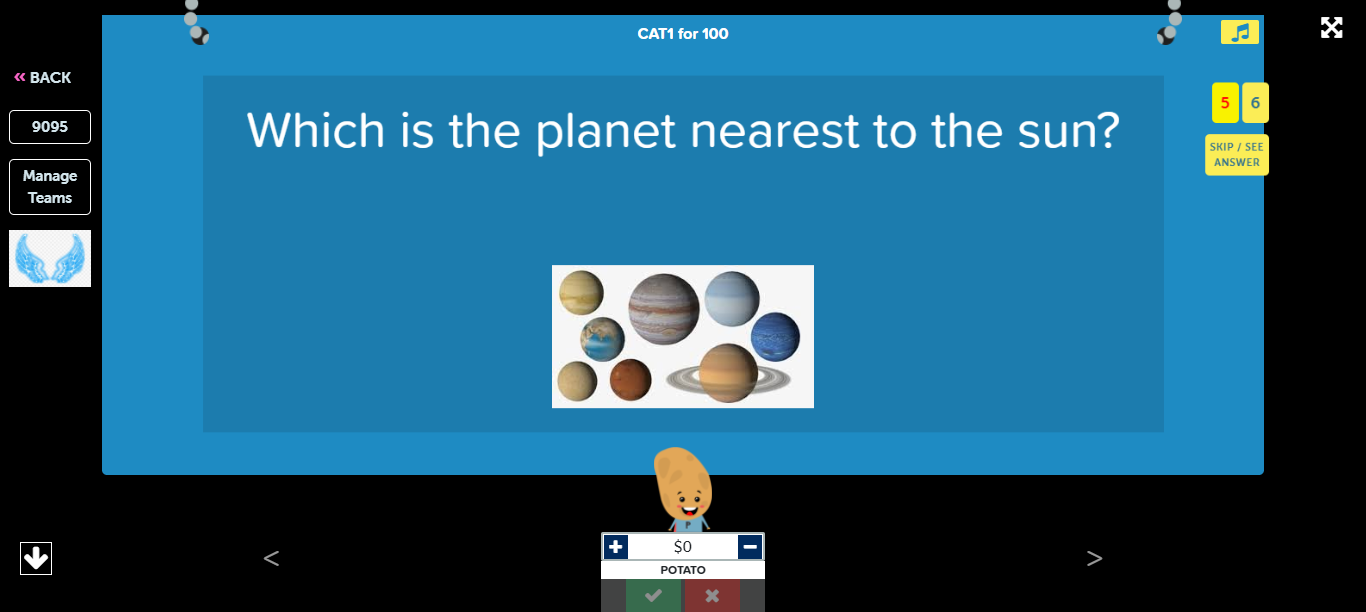 CAT1 for 100
« BACK
9095
Manage
Teams
Which is the planet nearest to the sun?
5 6
SKIP / SEE
ANSWER
< >
+ $0 −
POTATO